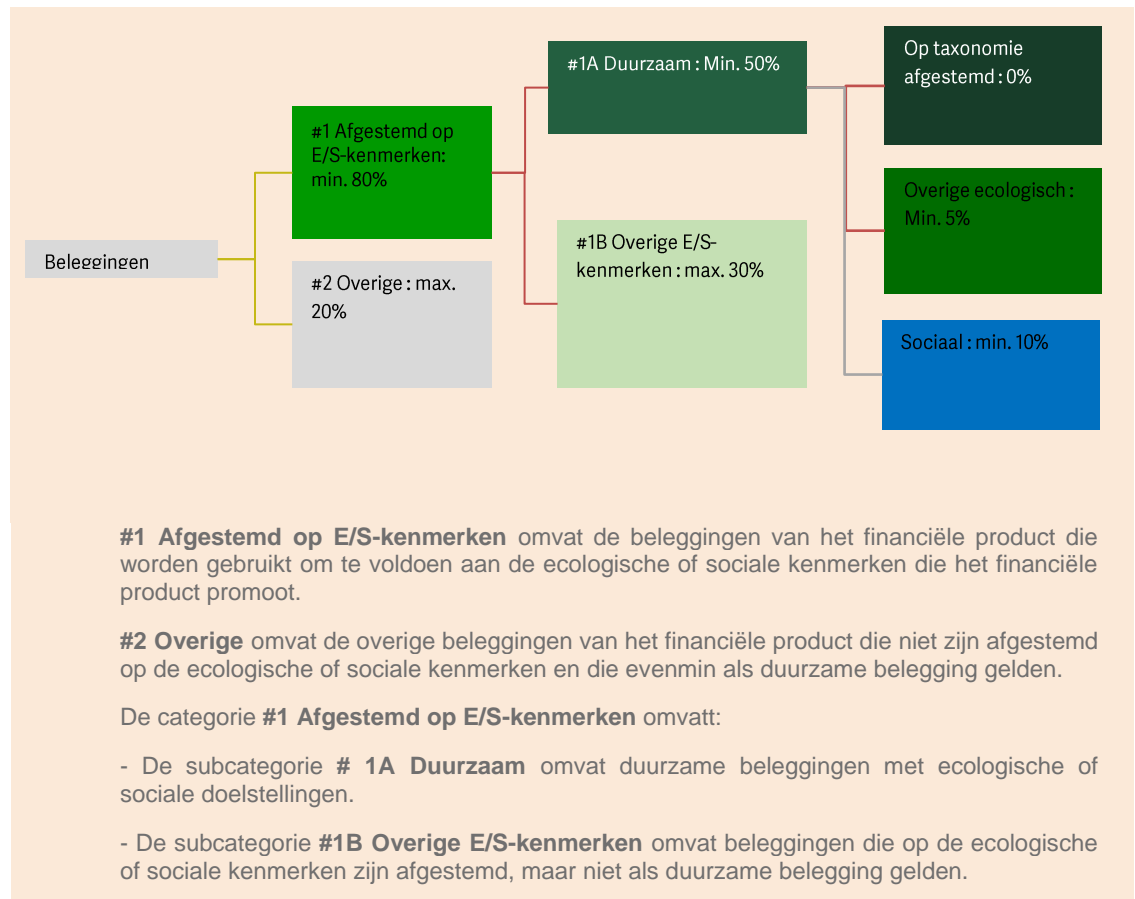 Beleggingen
#1 Afgestemd op
E/S-kenmerken:
min. 80%
#2 Overige : max.
20%
#1A Duurzaam : Min. 50%
#1B Overige E/S-
kenmerken : max. 30%
Op taxonomie
afgestemd : 0%
Overige ecologisch :
Min. 5%
Sociaal : min. 10%
#1 Afgestemd op E/S-kenmerken omvat de beleggingen van het financiële product die
worden gebruikt om te voldoen aan de ecologische of sociale kenmerken die het financiële
product promoot.
#2 Overige omvat de overige beleggingen van het financiële product die niet zijn afgestemd
op de ecologische of sociale kenmerken en die evenmin als duurzame belegging gelden.
De categorie #1 Afgestemd op E/S-kenmerken omvatt:
- De subcategorie # 1A Duurzaam omvat duurzame beleggingen met ecologische of
sociale doelstellingen.
- De subcategorie #1B Overige E/S-kenmerken omvat beleggingen die op de ecologische
of sociale kenmerken zijn afgestemd, maar niet als duurzame belegging gelden.